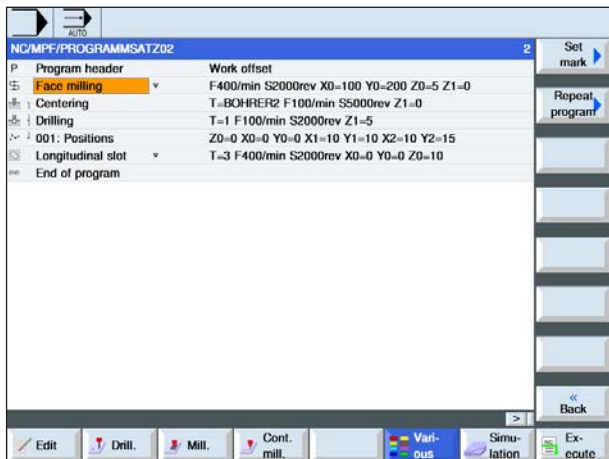 AUTO
NC/MPF/PROGRAMMSATZ02 2
P Program header Work offset
Face milling F400/min S2000rev X0=100 Y0=200 Z0=5 Z1=0
Centering T=BOHRER2 F100/min S5000rev Z1=0
Drilling T=1 F100/min S2000rev Z1=5
001: Positions Z0=0 X0=0 Y0=0 X1=10 Y1=10 X2=10 Y2=15
Longitudinal slot T=3 F400/min S2000rev X0=0 Y0=0 Z0=10
END End of program
Set
mark
Repeat
program
«
Back
>
Edit
Drill.
Mill.
Cont.
mill.
Vari-
ous
Simu-
lation
NC
Ex-
ecute